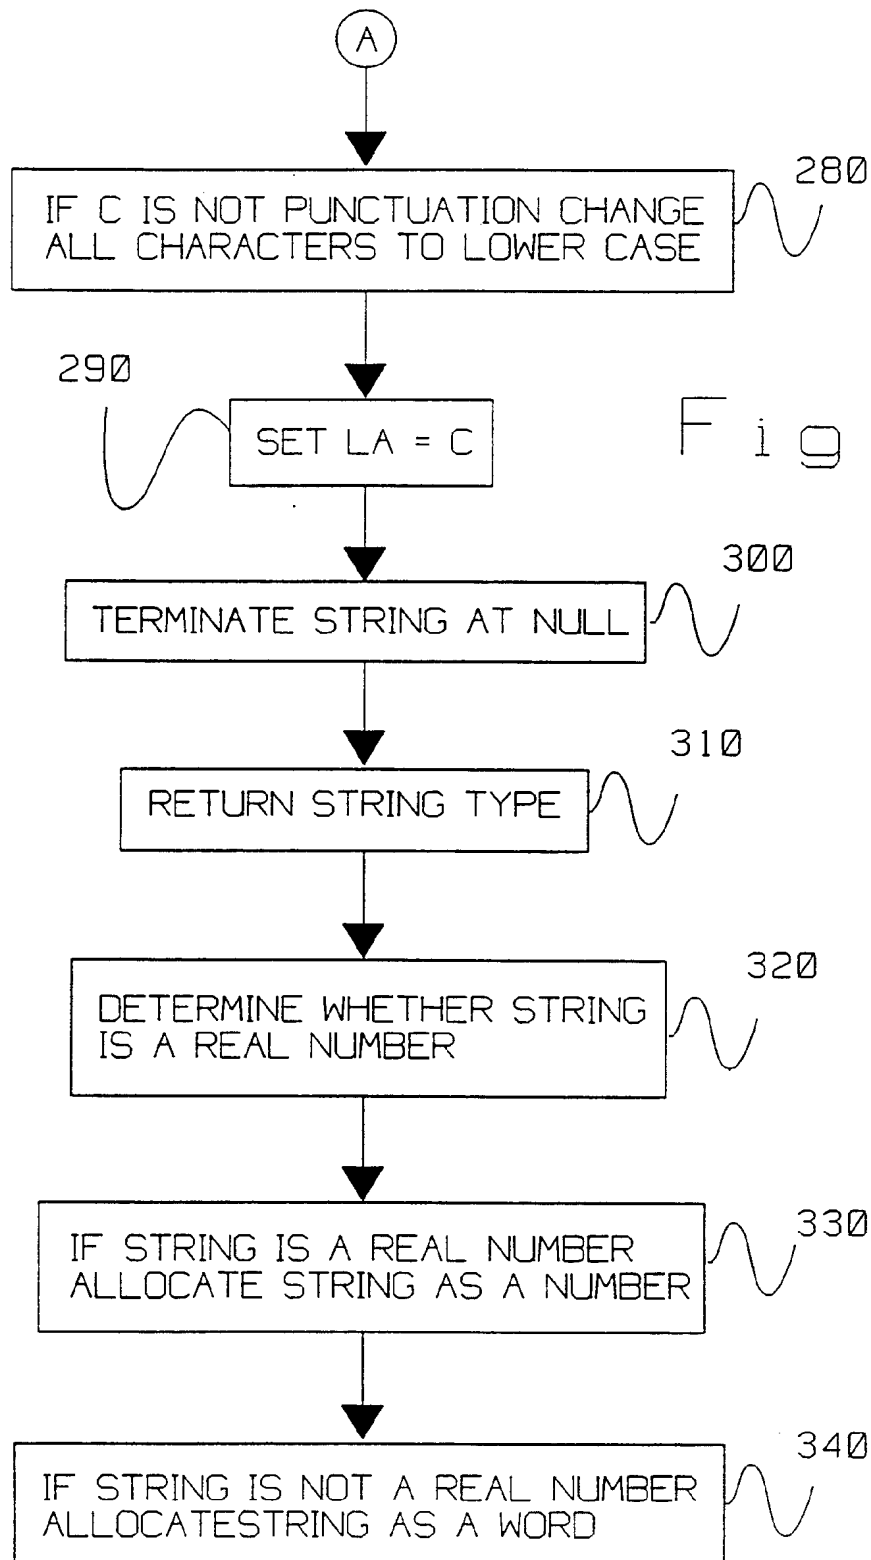 A
280
IF C IS NOT PUNCTUATION CHANGE
ALL CHARACTERS TO LOWER CASE
290
SET LA = C
Fig
300
TERMINATE STRING AT NULL
310
RETURN STRING TYPE
320
DETERMINE WHETHER STRING
IS A REAL NUMBER
330
IF STRING IS A REAL NUMBER
ALLOCATE STRING AS A NUMBER
340
IF STRING IS NOT A REAL NUMBER
ALLOCATESTRING AS A WORD